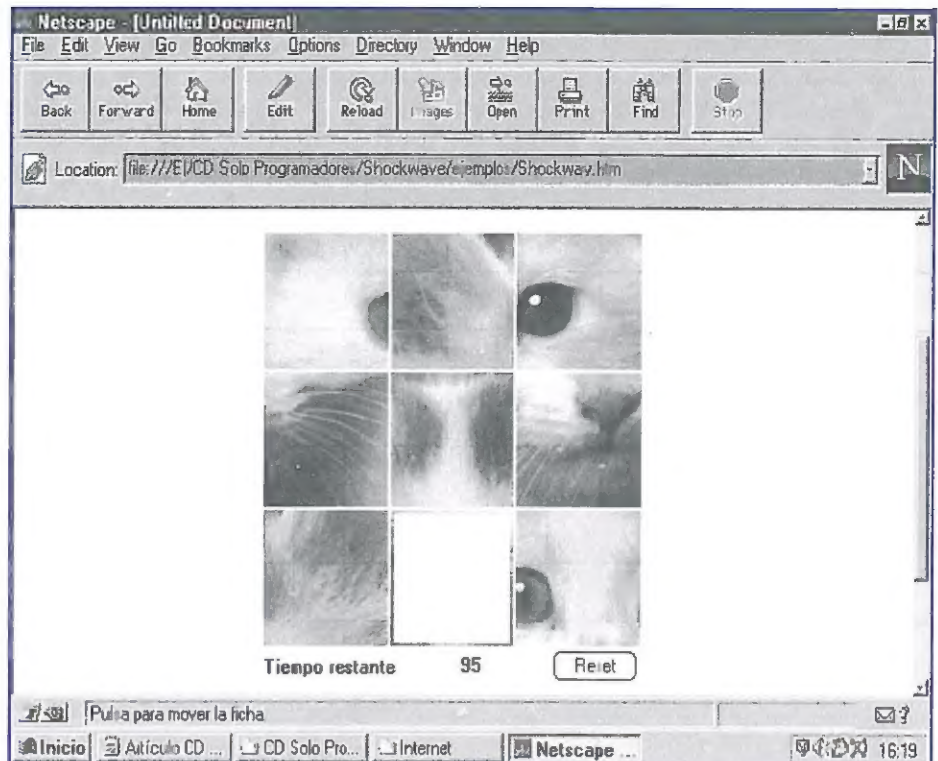 Netscape - [Untitled Document]
File Edit View Go Bookmarks Options Directory Window Help
Back Forward Home Edit Reload Images Open Print Find Stop
Location: file:///E|/CD Solo Programadores/Shockwave/ejemplos/Shockwav.htm
N
Tiempo restante 95 Reset
Pulsa para mover la ficha
Inicio Artículo CD ... CD Solo Pro... Internet Netscape ... 16:19